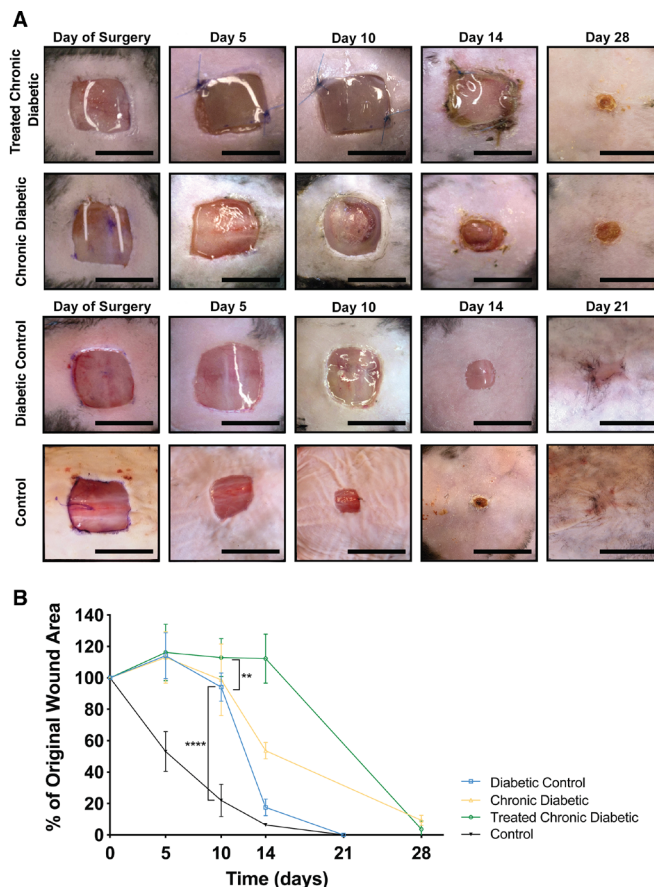 A
Day of Surgery Day 5 Day 10 Day 14 Day 28
Treated Chronic
Diabetic
Chronic Diabetic
Day of Surgery Day 5 Day 10 Day 14 Day 21
Diabetic Control
Control
B
% of Original Wound Area
140
120
100
80
60
40
20
0
**
****
0 5 10 14 21 28
Time (days)
Diabetic Control
Chronic Diabetic
Treated Chronic Diabetic
Control